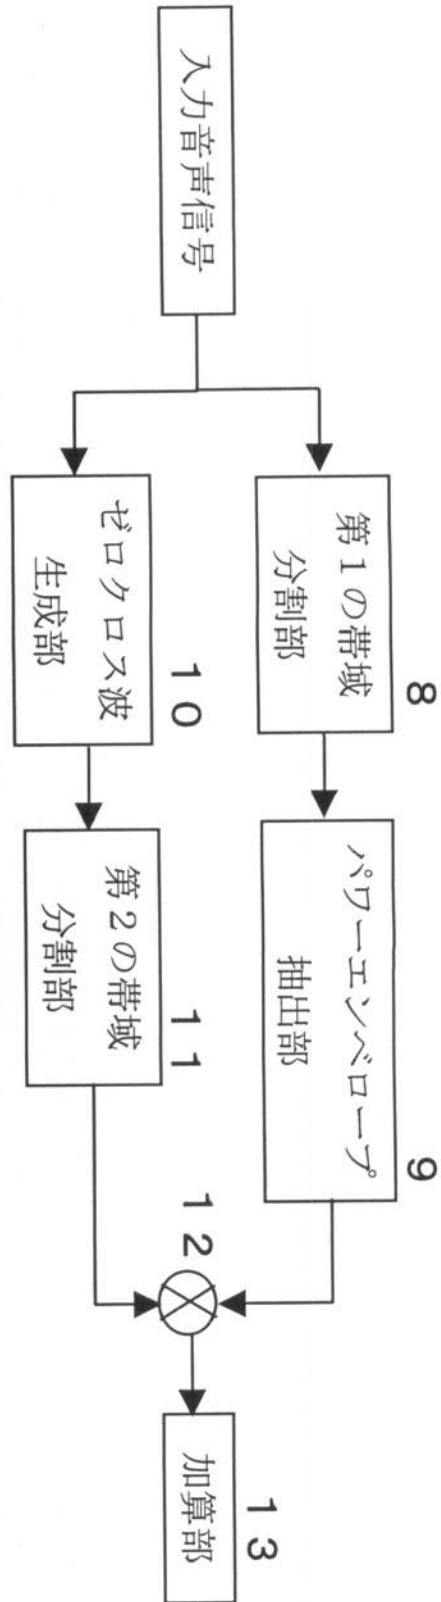 入力音声信号
8
第1の帯域
分割部
9
パワーエンベロープ
抽出部
10
ゼロクロス波
生成部
11
第2の帯域
分割部
12
13
加算部